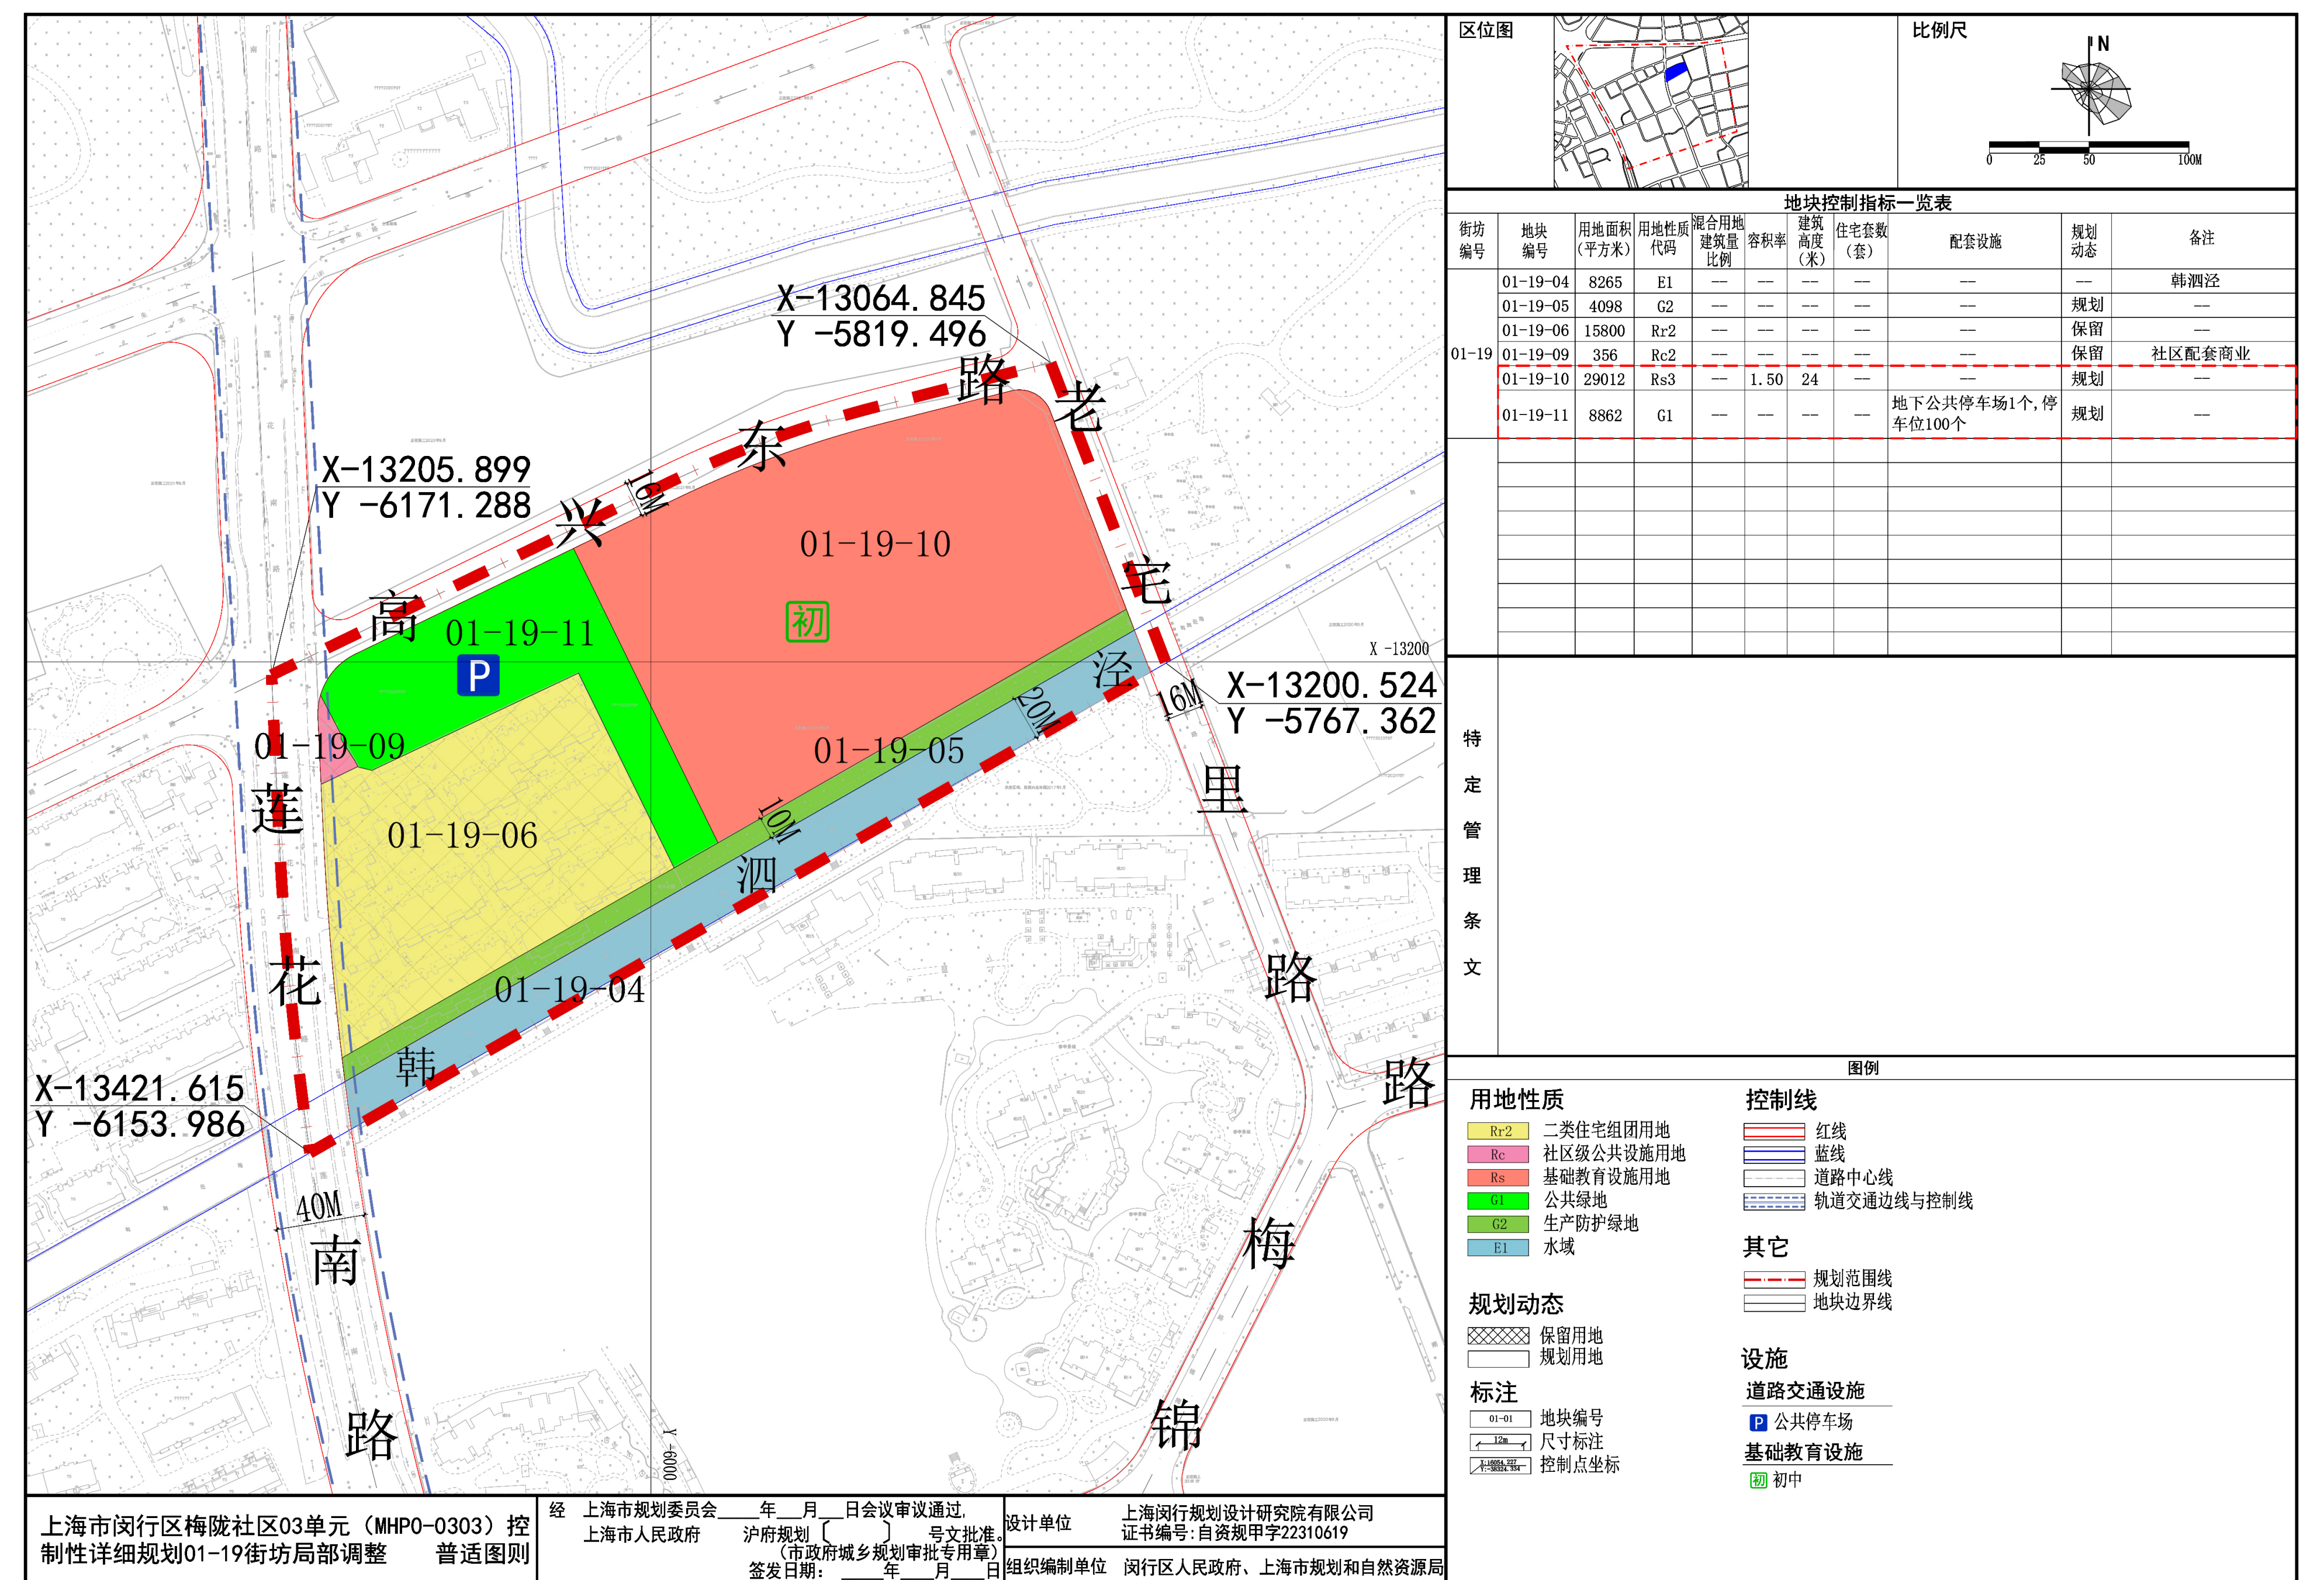 区位图
比例尺
N
0 25 50 100M
地块控制指标一览表
街坊编号 地块编号 用地面积(平方米) 用地性质代码 混合用地建筑量比例 容积率 建筑高度(米) 住宅套数(套) 配套设施 规划动态 备注
01-19
01-19-04 8265 E1 —— —— —— —— —— —— 韩泗泾
01-19-05 4098 G2 —— —— —— —— —— 规划 ——
01-19-06 15800 Rr2 —— —— —— —— —— 保留 ——
01-19-09 356 Rc2 —— —— —— —— —— 保留 社区配套商业
01-19-10 29012 Rs3 —— 1.50 24 —— —— 规划 ——
01-19-11 8862 G1 —— —— —— —— 地下公共停车场1个,停车位100个 规划 ——
特定管理条文
X-13064.845
Y -5819.496
X-13205.899
Y -6171.288
X-13200.524
Y -5767.362
X-13421.615
Y -6153.986
X -13200
Y -6000
高兴东路
老宅里路
莲花南路
韩泗泾
锦梅路
16M
16M
20M
10M
40M
01-19-10
初
01-19-11
P
01-19-09
01-19-05
01-19-06
01-19-04
图例
用地性质
Rr2 二类住宅组团用地
Rc 社区级公共设施用地
Rs 基础教育设施用地
G1 公共绿地
G2 生产防护绿地
E1 水域
规划动态
保留用地
规划用地
标注
01-01 地块编号
12m 尺寸标注
控制点坐标
控制线
红线
蓝线
道路中心线
轨道交通边线与控制线
其它
规划范围线
地块边界线
设施
道路交通设施
P 公共停车场
基础教育设施
初 初中
上海市闵行区梅陇社区03单元（MHPO-0303）控
制性详细规划01-19街坊局部调整 普适图则
经 上海市规划委员会____年__月__日会议审议通过,
上海市人民政府 沪府规划〔 〕 号文批准。
（市政府城乡规划审批专用章）
签发日期: ____年___月___日
设计单位 上海闵行规划设计研究院有限公司
证书编号:自资规甲字22310619
组织编制单位 闵行区人民政府、上海市规划和自然资源局